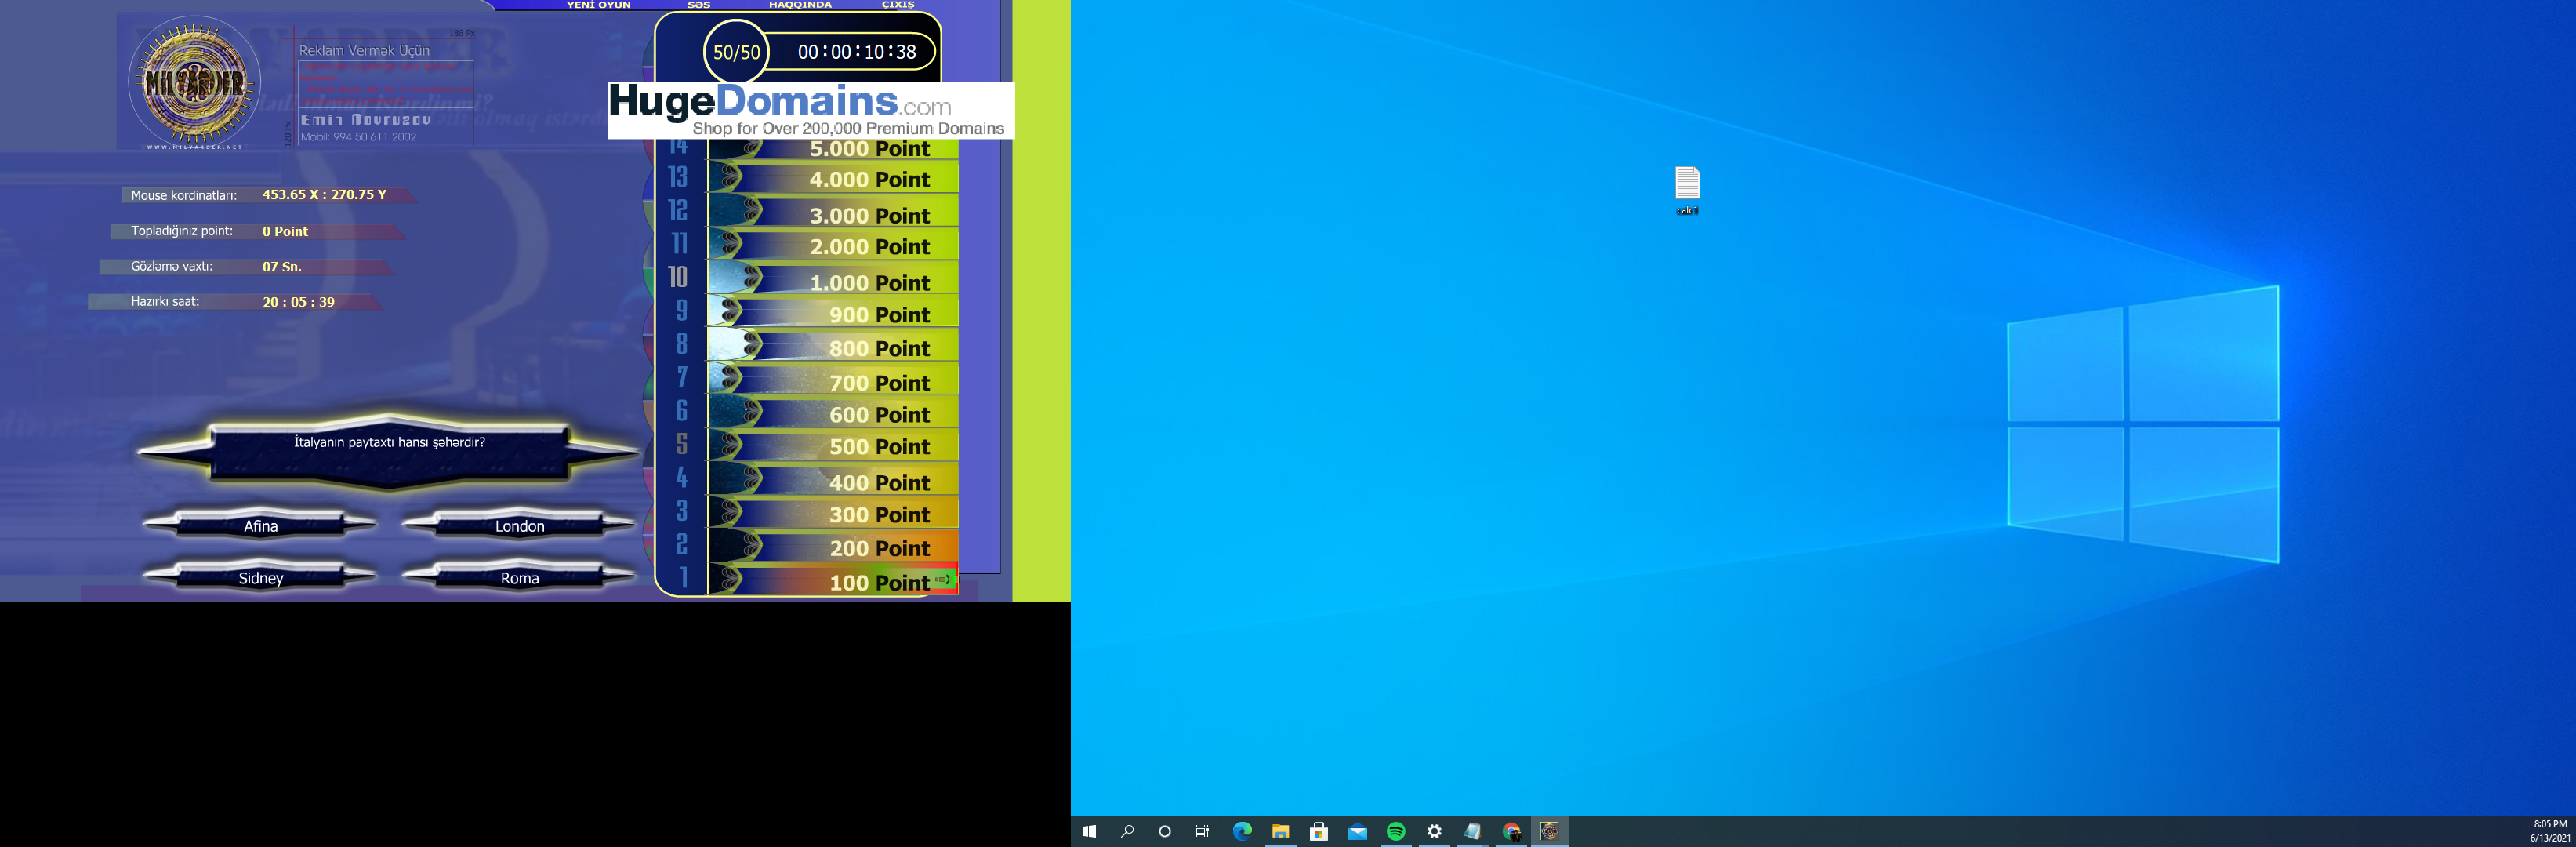 YENİ OYUN
SƏS
HAQQINDA
ÇIXIŞ
186 Px
Reklam Vermək Üçün
Emin Novruzov
Mobil: 994 50 611 2002
120 Px
MILYARDER
WWW.MILYARDER.NET
50/50
00:00:10:38
HugeDomains.com
Shop for Over 200,000 Premium Domains
Mouse kordinatları: 453.65 X : 270.75 Y
Topladığınız point: 0 Point
Gözləmə vaxtı: 07 Sn.
Hazırkı saat: 20 : 05 : 39
14 5.000 Point
13 4.000 Point
12 3.000 Point
11 2.000 Point
10 1.000 Point
9 900 Point
8 800 Point
7 700 Point
6 600 Point
5 500 Point
4 400 Point
3 300 Point
2 200 Point
1 100 Point
İtalyanın paytaxtı hansı şəhərdir?
Afina
London
Sidney
Roma
calc1
8:05 PM
6/13/2021